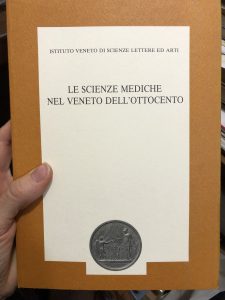 ISTITUTO VENETO DI SCIENZE LETTERE ED ARTI
LE SCIENZE MEDICHE
NEL VENETO DELL'OTTOCENTO